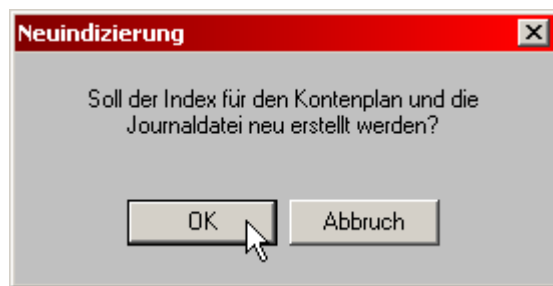 Neuindizierung
Soll der Index für den Kontenplan und die
Journaldatei neu erstellt werden?
OK
Abbruch